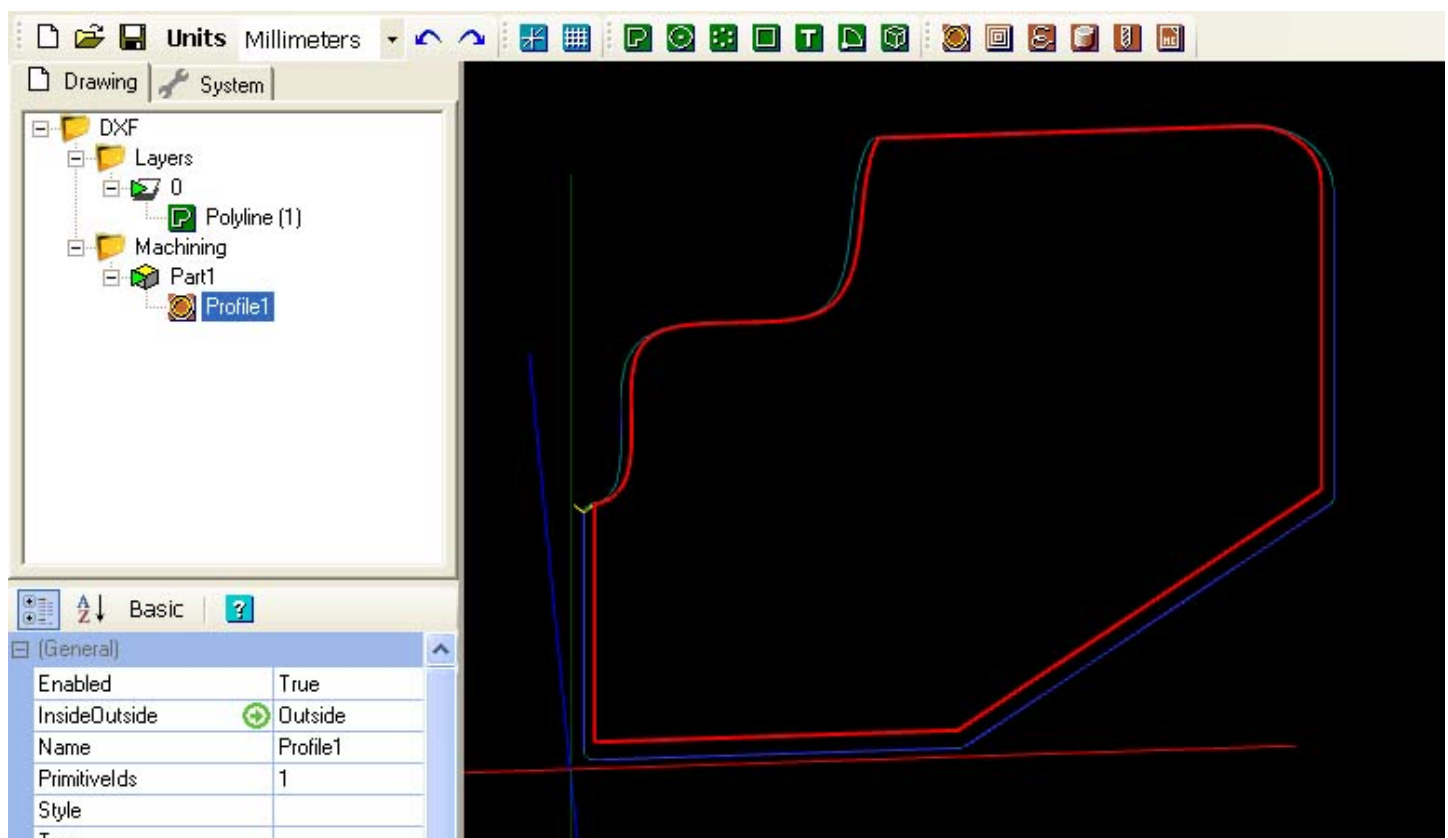 Units Millimeters
Drawing System
DXF
Layers
0
Polyline (1)
Machining
Part1
Profile1
Basic
(General)
Enabled True
InsideOutside Outside
Name Profile1
PrimitiveIds 1
Style